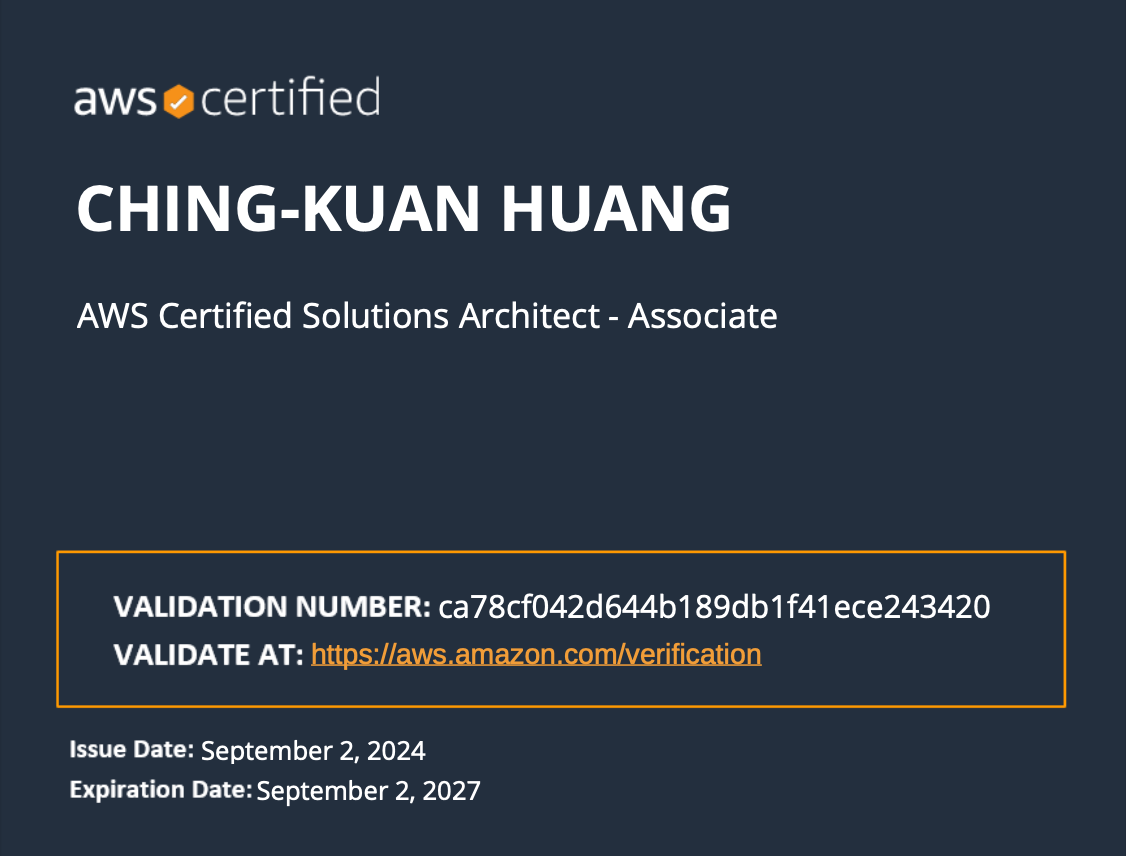 aws certified
CHING-KUAN HUANG
AWS Certified Solutions Architect - Associate
VALIDATION NUMBER: ca78cf042d644b189db1f41ece243420
VALIDATE AT: https://aws.amazon.com/verification
Issue Date: September 2, 2024
Expiration Date: September 2, 2027